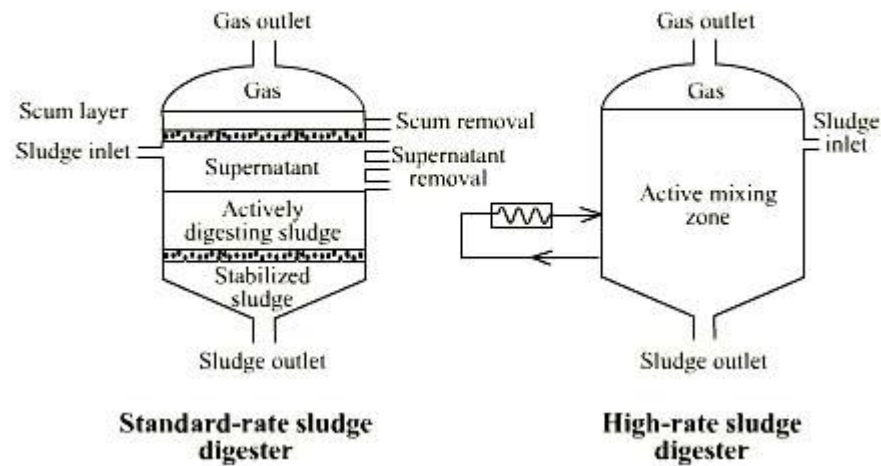 Gas outlet
Gas
Scum layer
Scum removal
Sludge inlet
Supernatant
Supernatant
removal
Actively
digesting sludge
Stabilized
sludge
Sludge outlet
Standard-rate sludge
digester
Gas outlet
Gas
Sludge
inlet
Active mixing
zone
Sludge outlet
High-rate sludge
digester